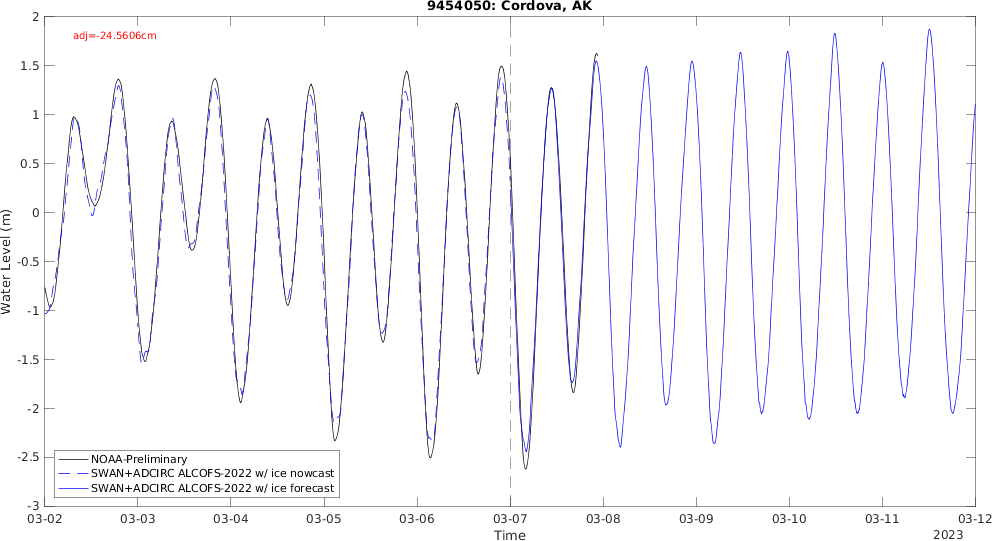 9454050: Cordova, AK
adj=-24.5606cm
2
1.5
1
0.5
0
-0.5
-1
-1.5
-2
-2.5
-3
Water Level (m)
NOAA-Preliminary
SWAN+ADCIRC ALCOFS-2022 w/ ice nowcast
SWAN+ADCIRC ALCOFS-2022 w/ ice forecast
03-02 03-03 03-04 03-05 03-06 03-07 03-08 03-09 03-10 03-11 03-12
Time
2023